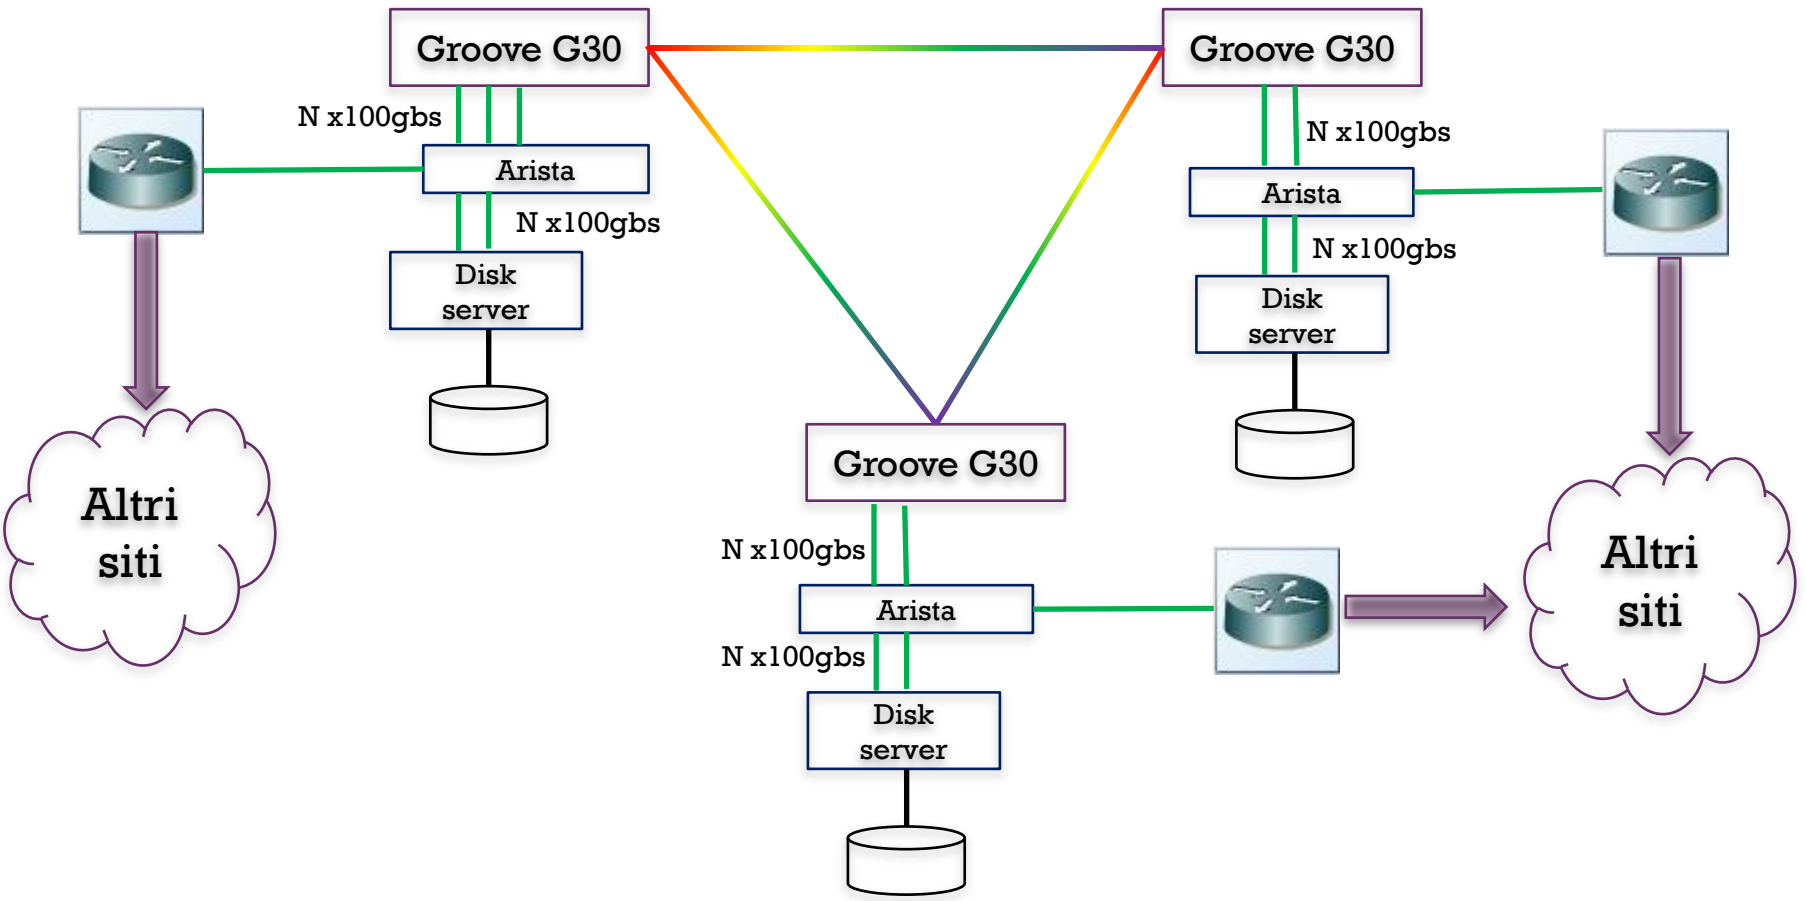 Groove G30
Groove G30
N x100gbs
N x100gbs
Arista
Arista
N x100gbs
N x100gbs
Disk
server
Disk
server
Groove G30
Altri
siti
N x100gbs
Altri
siti
Arista
N x100gbs
Disk
server